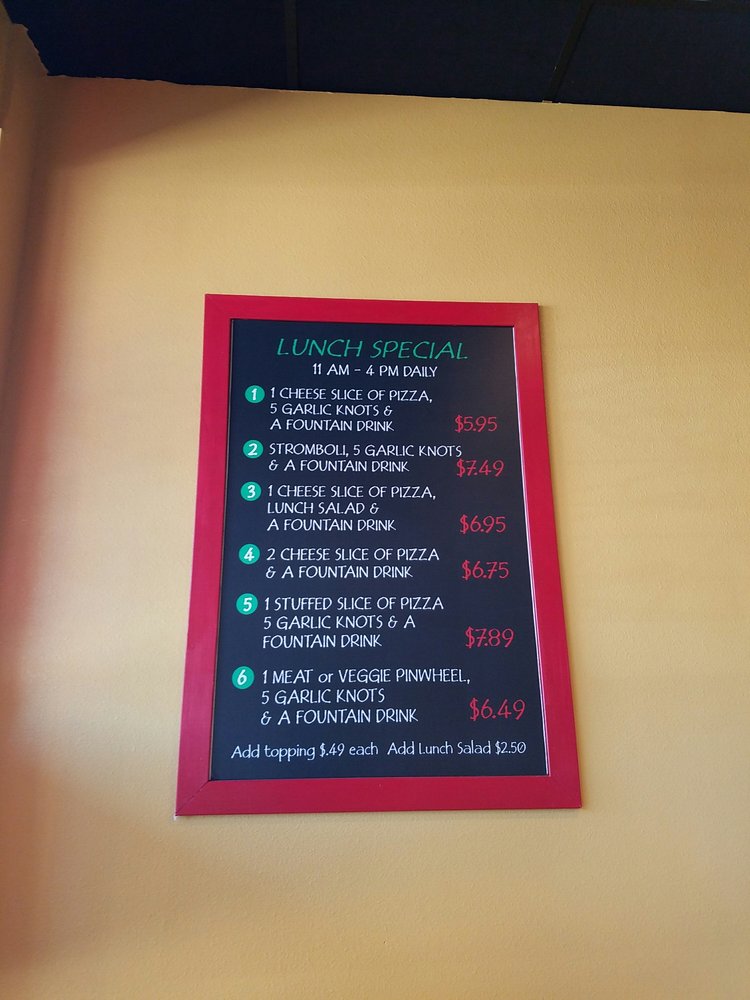 LUNCH SPECIAL
11 AM - 4 PM DAILY
1 1 CHEESE SLICE OF PIZZA,
5 GARLIC KNOTS &
A FOUNTAIN DRINK $5.95
2 STROMBOLI, 5 GARLIC KNOTS
& A FOUNTAIN DRINK $7.49
3 1 CHEESE SLICE OF PIZZA,
LUNCH SALAD &
A FOUNTAIN DRINK $6.95
4 2 CHEESE SLICE OF PIZZA
& A FOUNTAIN DRINK $6.75
5 1 STUFFED SLICE OF PIZZA
5 GARLIC KNOTS & A
FOUNTAIN DRINK $7.89
6 1 MEAT or VEGGIE PINWHEEL,
5 GARLIC KNOTS
& A FOUNTAIN DRINK $6.49
Add topping $.49 each Add Lunch Salad $2.50